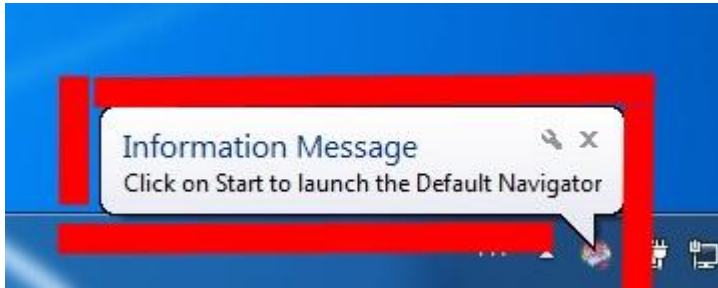 Information Message
Click on Start to launch the Default Navigator